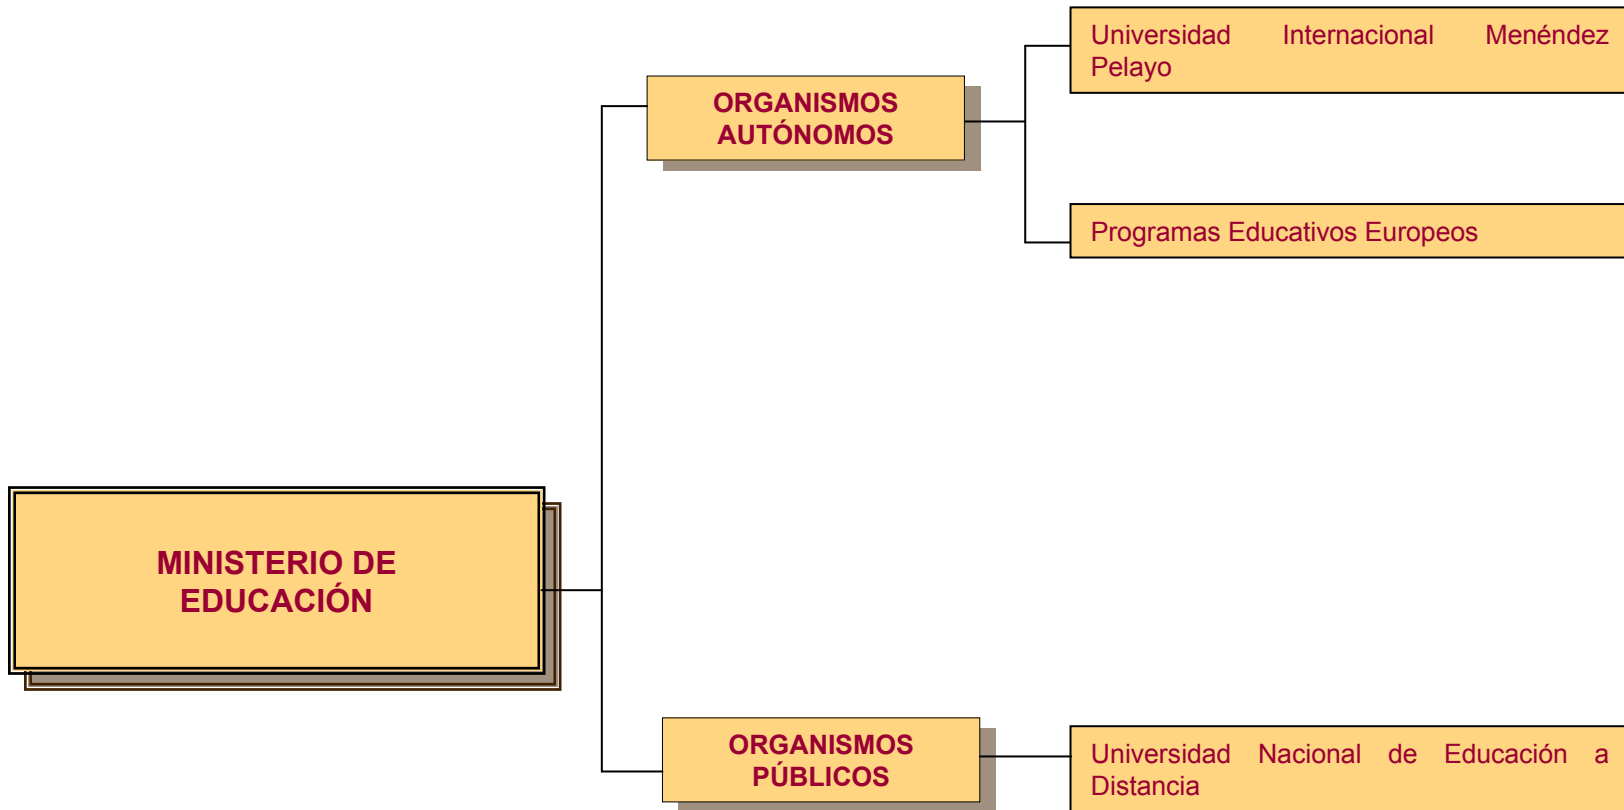 Universidad Internacional Menéndez
Pelayo
ORGANISMOS
AUTÓNOMOS
Programas Educativos Europeos
MINISTERIO DE
EDUCACIÓN
ORGANISMOS
PÚBLICOS
Universidad Nacional de Educación a
Distancia